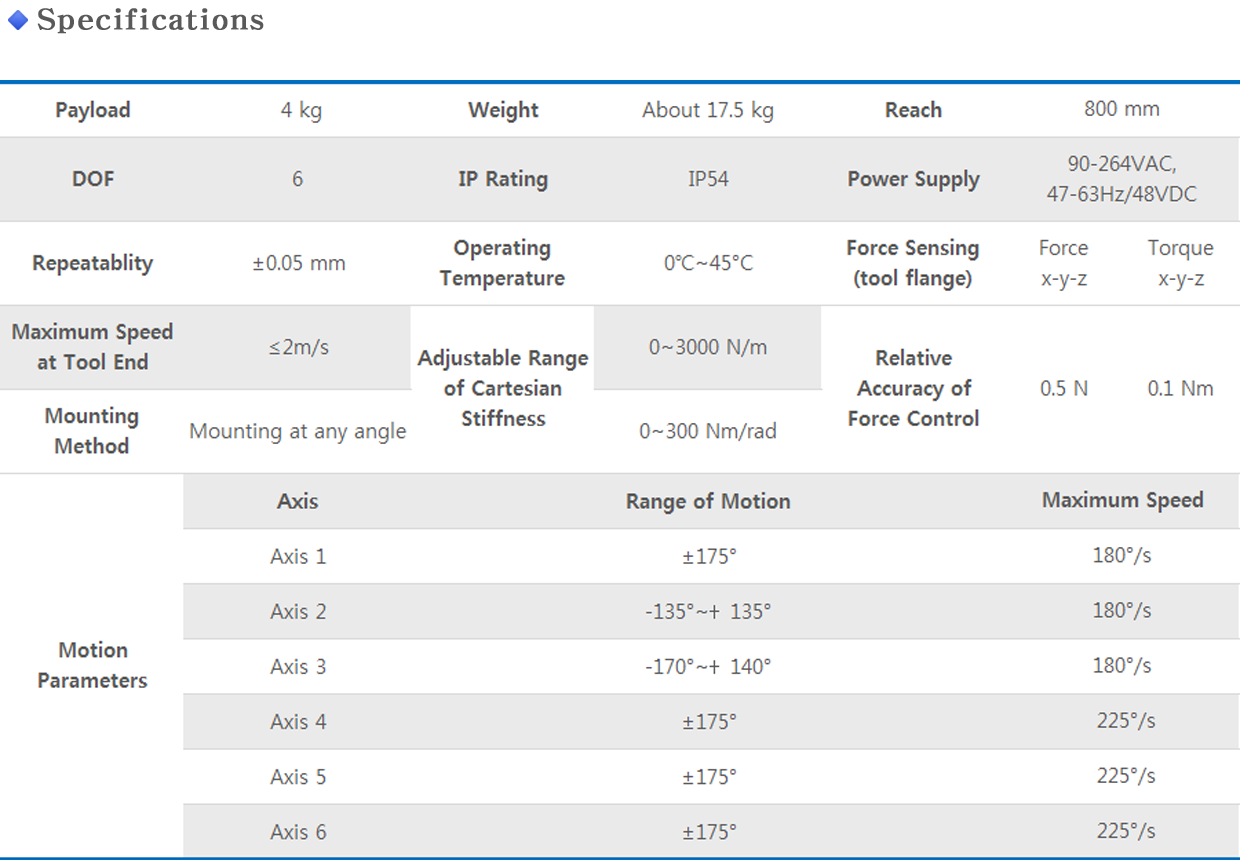 Specifications
Payload 4 kg Weight About 17.5 kg Reach 800 mm
DOF 6 IP Rating IP54 Power Supply 90-264VAC,
47-63Hz/48VDC
Repeatablity ±0.05 mm Operating
Temperature 0℃~45°C Force Sensing
(tool flange) Force
x-y-z Torque
x-y-z
Maximum Speed
at Tool End ≤2m/s Adjustable Range
of Cartesian
Stiffness 0~3000 N/m Relative
Accuracy of
Force Control 0.5 N 0.1 Nm
Mounting
Method Mounting at any angle 0~300 Nm/rad
Motion
Parameters
Axis Range of Motion Maximum Speed
Axis 1 ±175° 180°/s
Axis 2 -135°~† 135° 180°/s
Axis 3 -170°~† 140° 180°/s
Axis 4 ±175° 225°/s
Axis 5 ±175° 225°/s
Axis 6 ±175° 225°/s